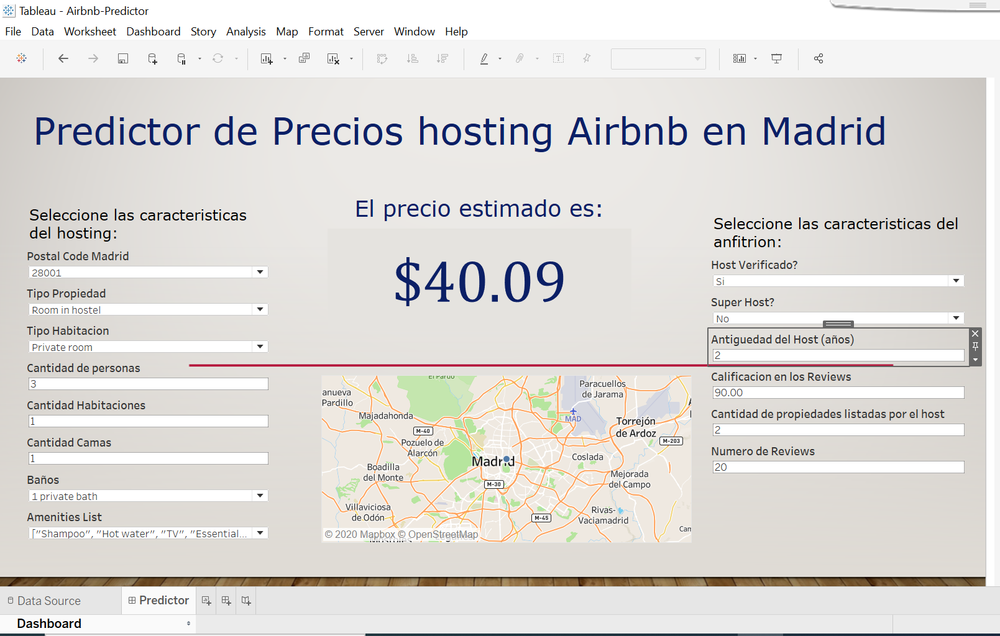 Tableau - Airbnb-Predictor
File Data Worksheet Dashboard Story Analysis Map Format Server Window Help
Predictor de Precios hosting Airbnb en Madrid
Seleccione las caracteristicas
del hosting:
Postal Code Madrid
28001
Tipo Propiedad
Room in hostel
Tipo Habitacion
Private room
Cantidad de personas
3
Cantidad Habitaciones
1
Cantidad Camas
1
Baños
1 private bath
Amenities List
["Shampoo", "Hot water", "TV", "Essential...
El precio estimado es:
$40.09
El Pardo
anueva
Pardillo
Majadahonda
Paracuellos
de Jarama
MAD
Torrejón
de Ardoz
M-40
M-203
Pozuelo de
Alarcón
Madrid
Coslada
Boadilla
del Monte
M-30
Mejorada
del Campo
Villaviciosa
de Odón
M-45
Rivas-
Vaciamadrid
Cam
© 2020 Mapbox © OpenStreetMap
Seleccione las caracteristicas del
anfitrion:
Host Verificado?
Si
Super Host?
No
Antiguedad del Host (años)
2
Calificacion en los Reviews
90.00
Cantidad de propiedades listadas por el host
2
Numero de Reviews
20
Data Source
Predictor
Dashboard